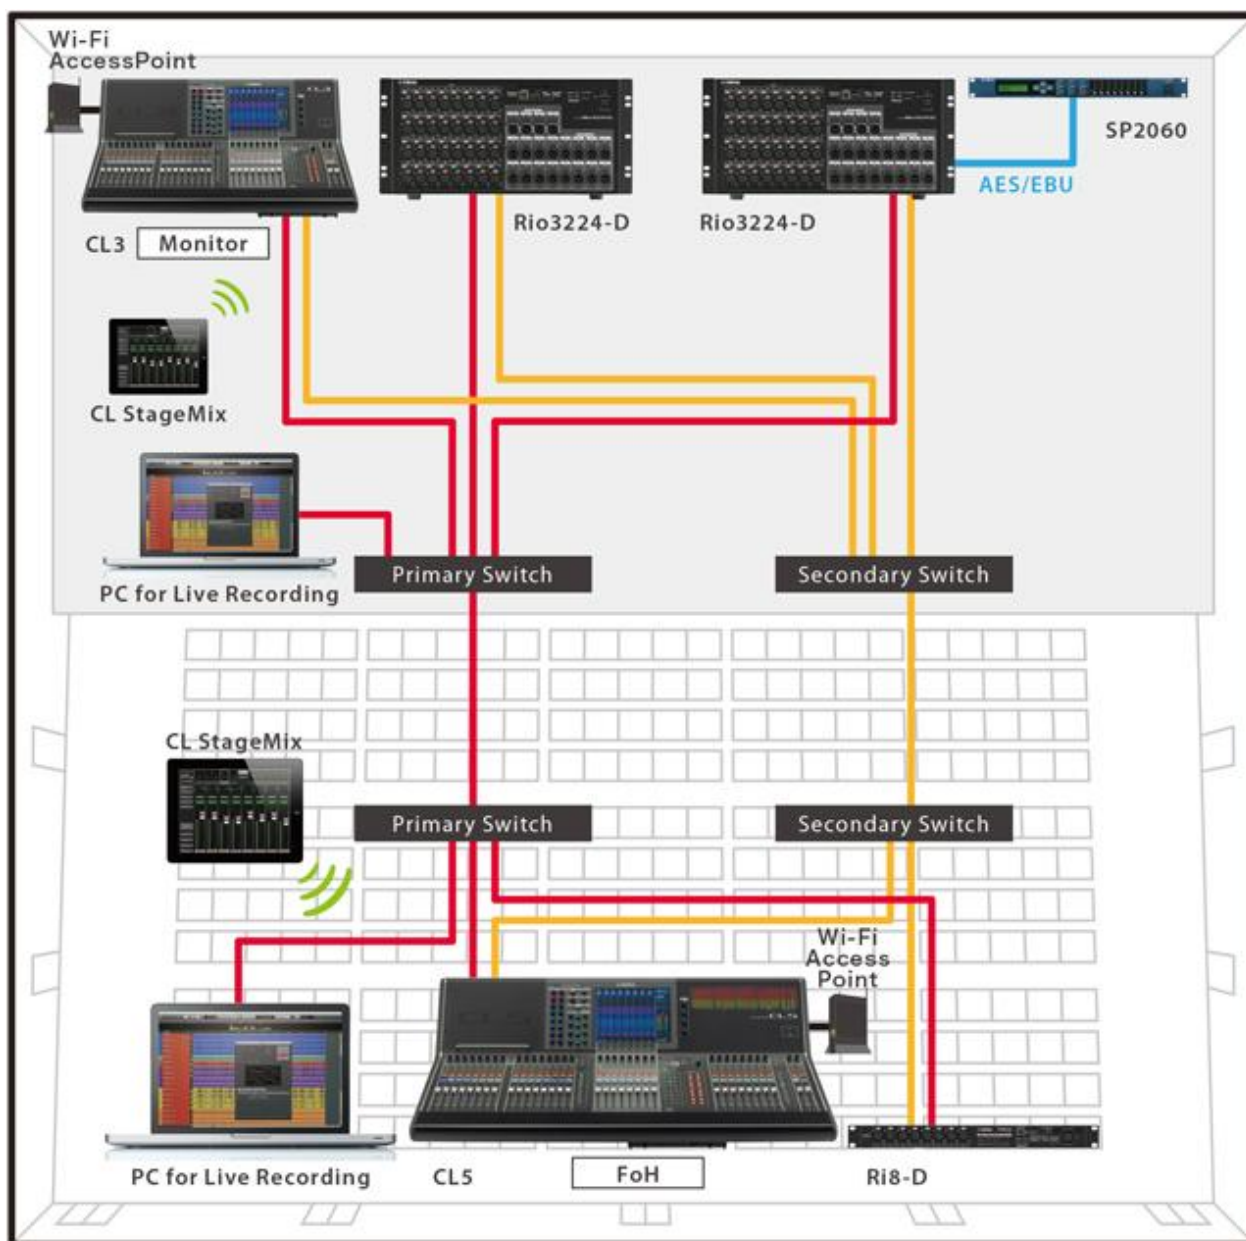 Wi-Fi
AccessPoint
SP2060
AES/EBU
Rio3224-D
Rio3224-D
CL3
Monitor
CL StageMix
Primary Switch
Secondary Switch
PC for Live Recording
CL StageMix
Primary Switch
Secondary Switch
Wi-Fi
Access
Point
CL5
PC for Live Recording
CL5
FoH
Ri8-D